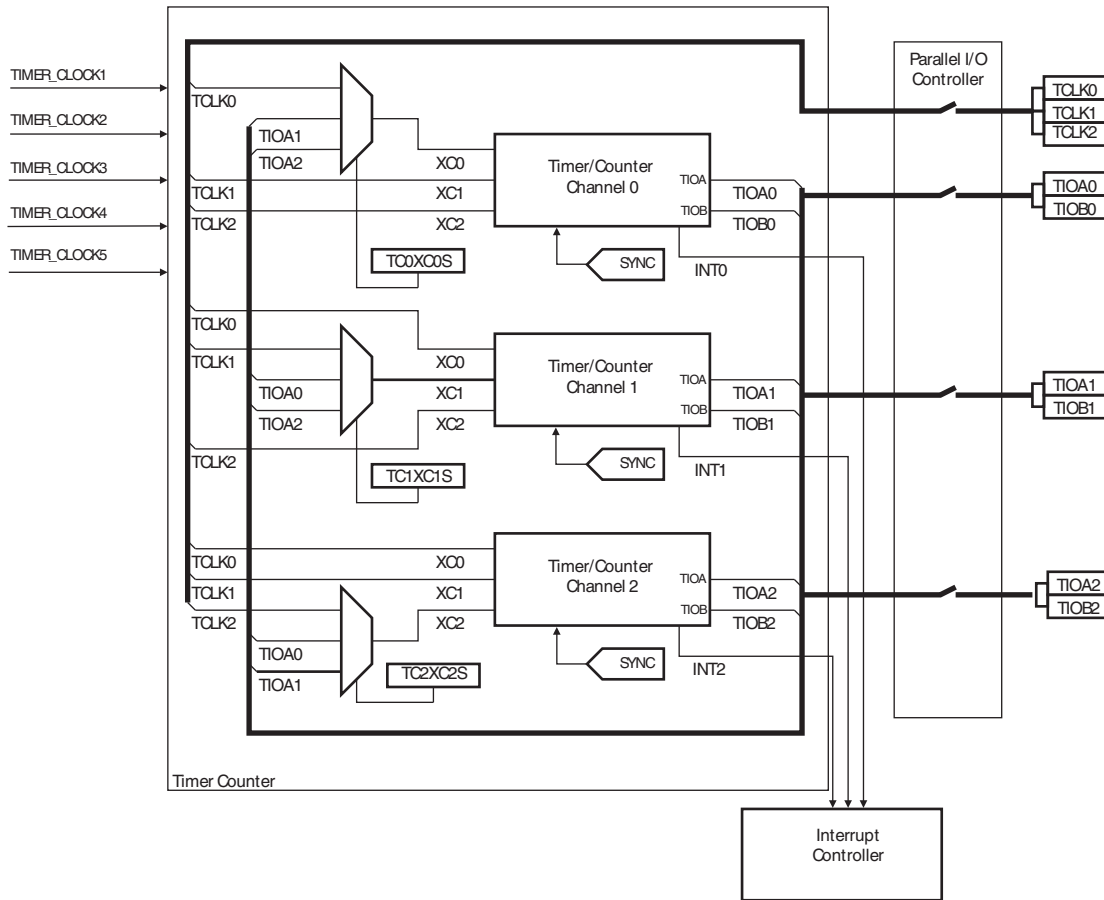 TIMER_CLOCK1
TIMER_CLOCK2
TIMER_CLOCK3
TIMER_CLOCK4
TIMER_CLOCK5
TCLK0
TIOA1
TIOA2
TCLK1
TCLK2
XC0
XC1
XC2
TC0XC0S
Timer/Counter
Channel 0
TIOA
TIOB
TIOA0
TIOB0
SYNC
INT0
TCLK0
TCLK1
TIOA0
TIOA2
TCLK2
XC0
XC1
XC2
TC1XC1S
Timer/Counter
Channel 1
TIOA
TIOB
TIOA1
TIOB1
SYNC
INT1
TCLK0
TCLK1
TCLK2
TIOA0
TIOA1
XC0
XC1
XC2
TC2XC2S
Timer/Counter
Channel 2
TIOA
TIOB
TIOA2
TIOB2
SYNC
INT2
Timer Counter
Parallel I/O
Controller
TCLK0
TCLK1
TCLK2
TIOA0
TIOB0
TIOA1
TIOB1
TIOA2
TIOB2
Interrupt
Controller